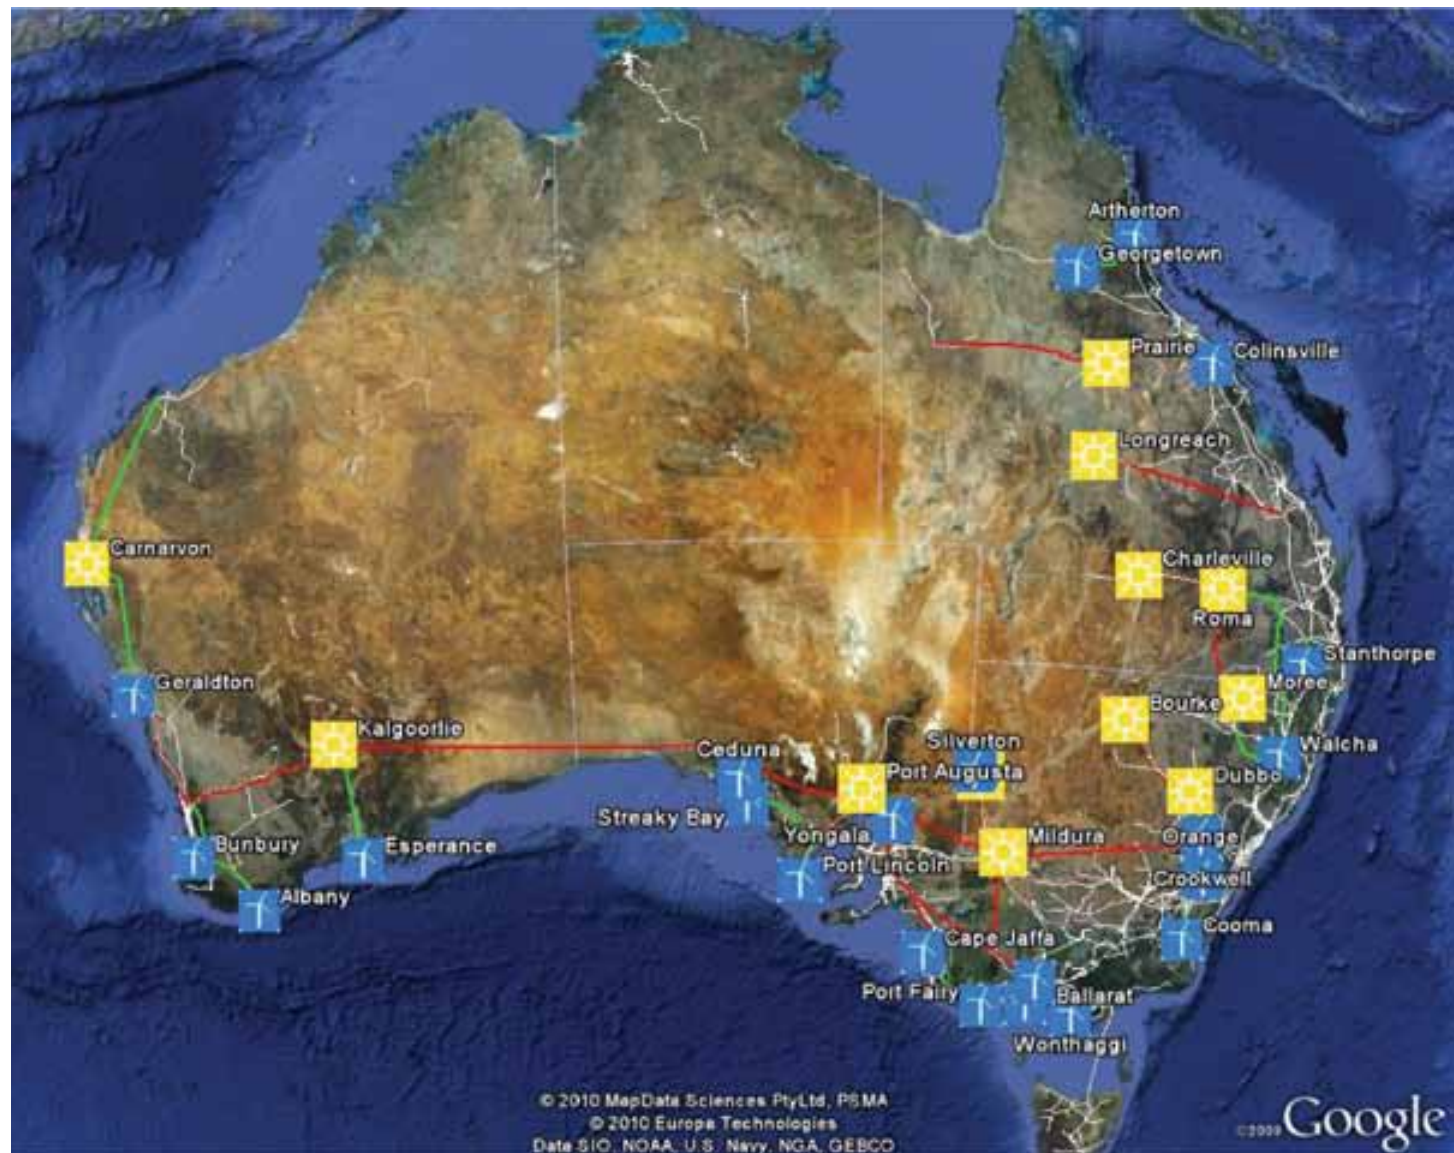 Artherton
Georgetown
Prairie
Colinsville
Longreach
Carnarvon
Charleville
Roma
Stanthorpe
Geraldton
Moree
Bourke
Kalgoorlie
Silverton
Walcha
Ceduna
Port Augusta
Dubbo
Streaky Bay
Yongala
Mildura
Orange
Bunbury
Esperance
Port Lincoln
Crookwell
Albany
Cooma
Cape Jaffa
Port Fairy
Ballarat
Wonthaggi
© 2010 MapData Sciences PtyLtd, PSMA
© 2010 Europa Technologies
Data SIO, NOAA, U.S. Navy, NGA, GEBCO
©2009 Google